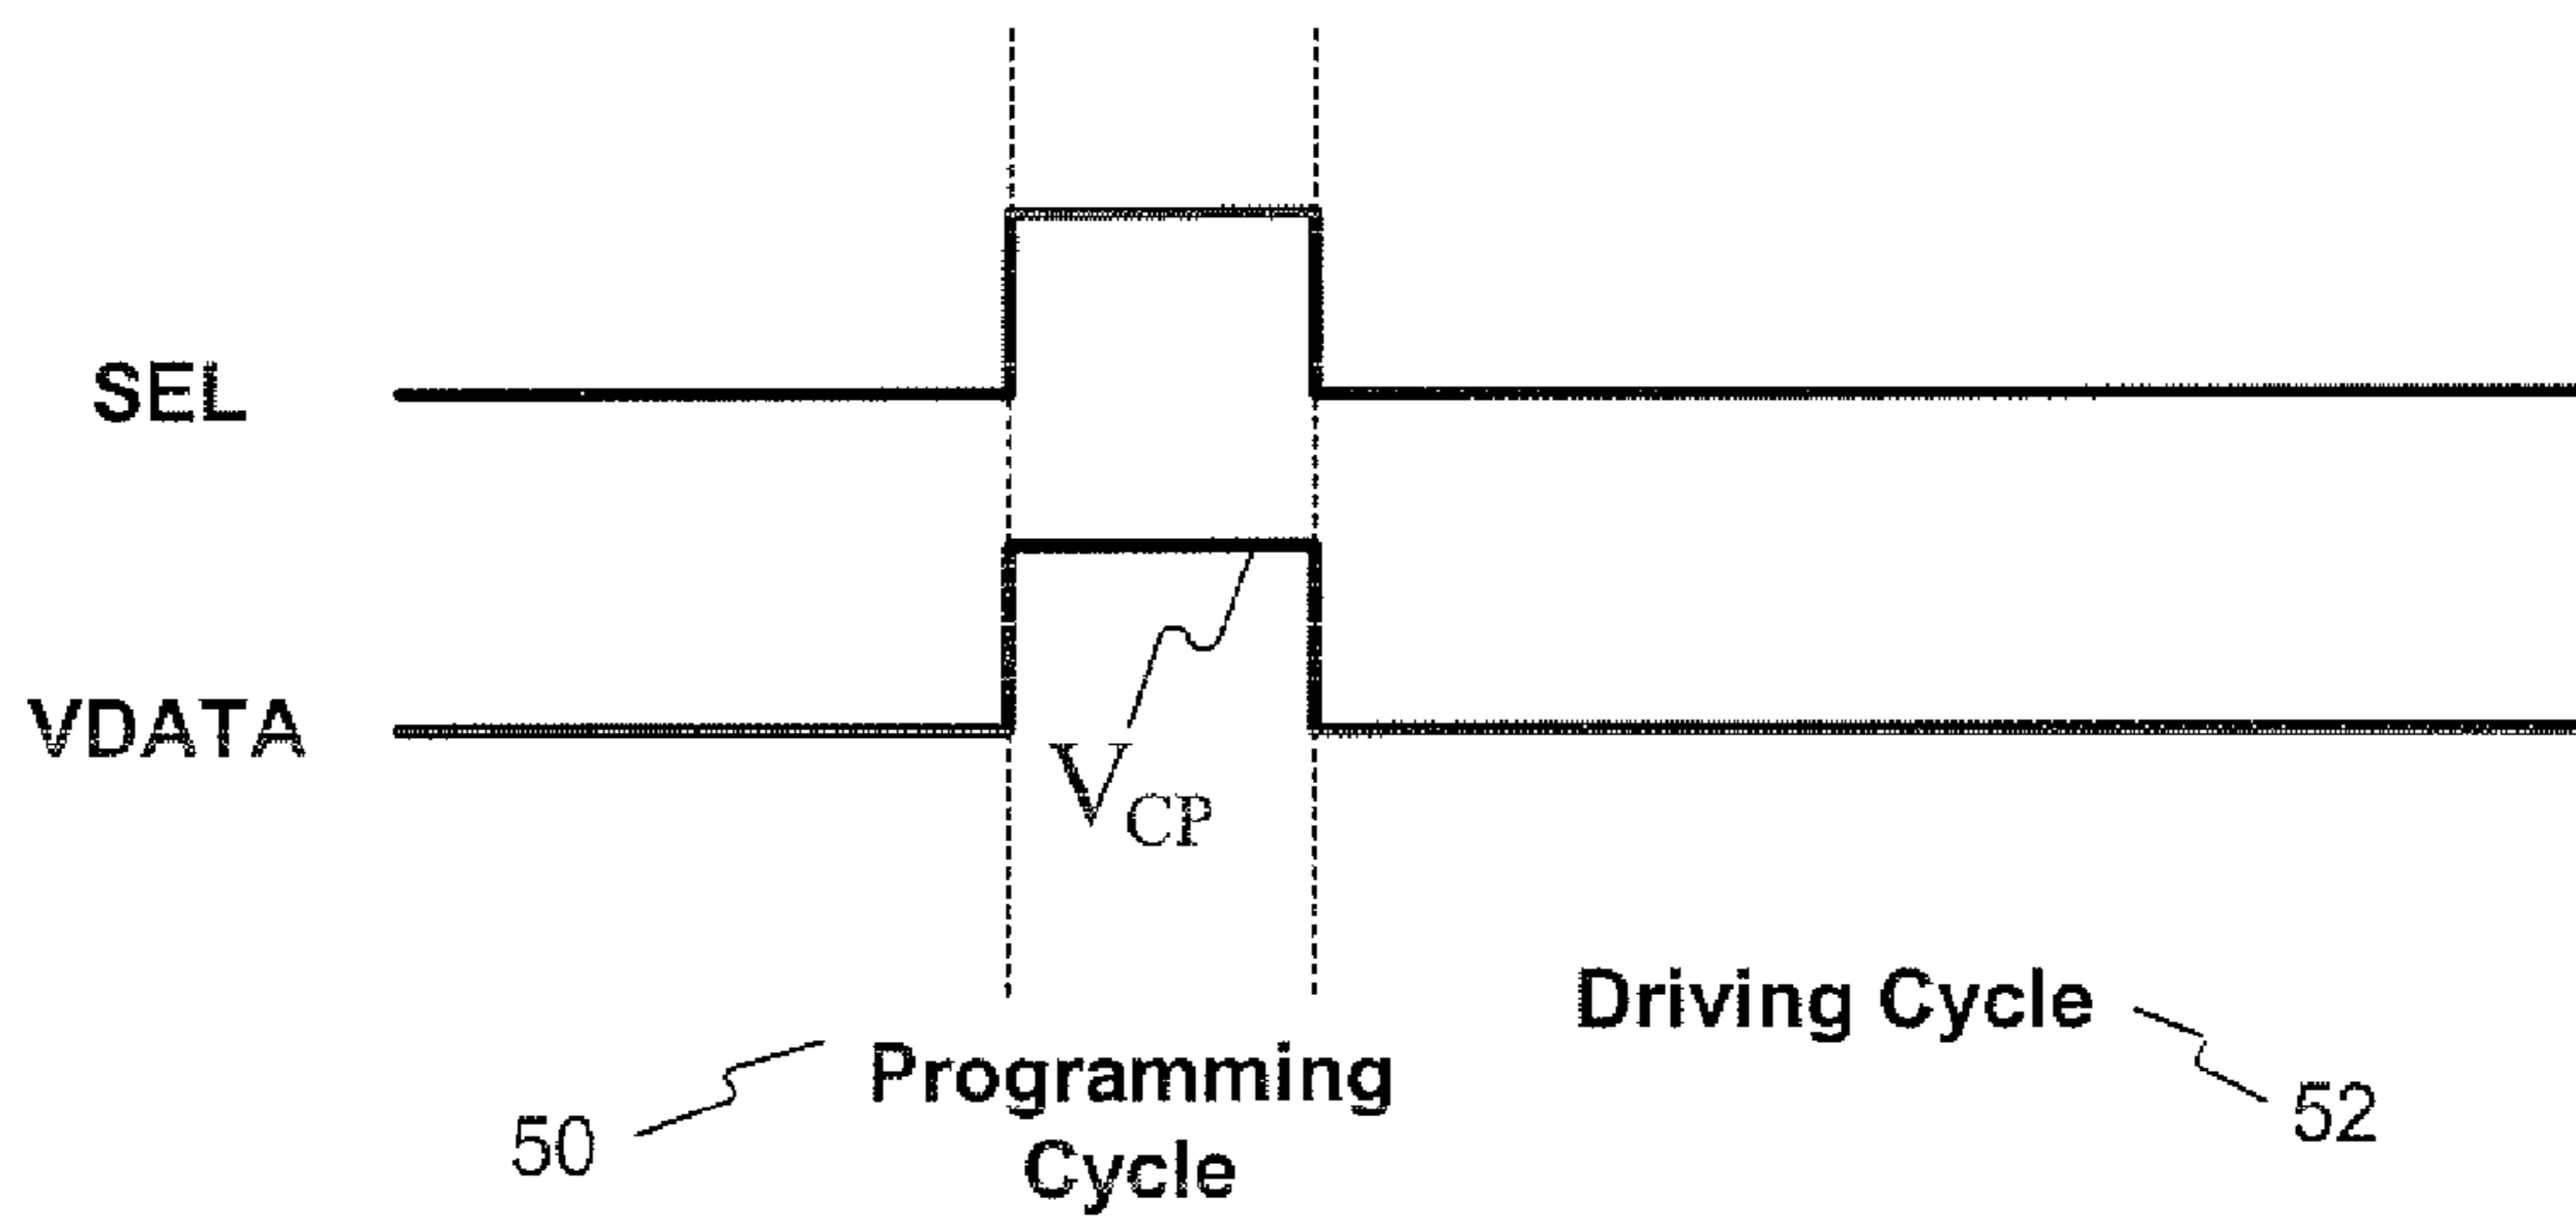 SEL
VDATA
VCP
Driving Cycle
52
50
Programming
Cycle